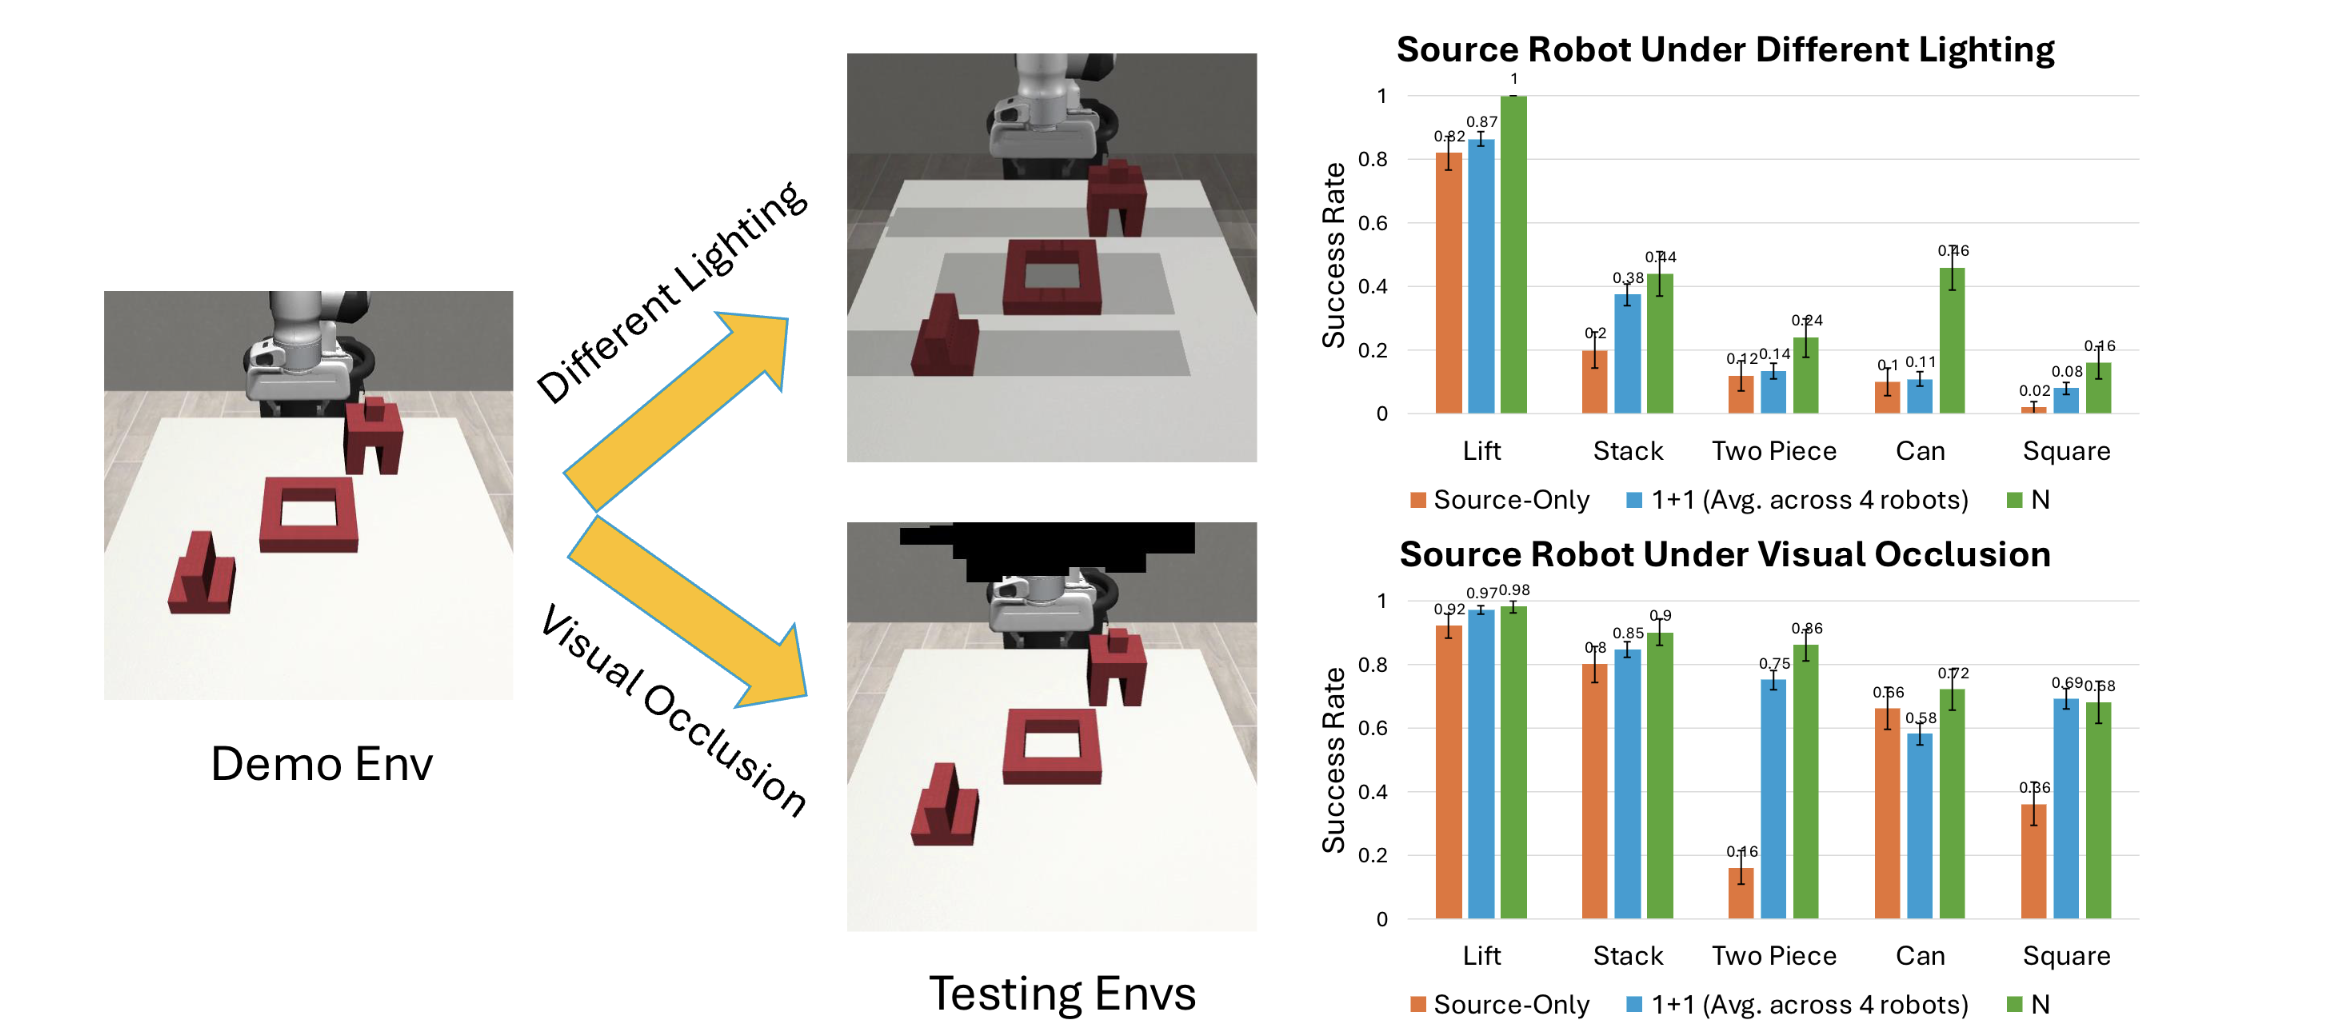 Demo Env
Different Lighting
Visual Occlusion
Testing Envs
Source Robot Under Different Lighting
Success Rate
1
0.8
0.6
0.4
0.2
0
0.82
0.87
1
0.2
0.38
0.44
0.12
0.14
0.24
0.1
0.11
0.46
0.02
0.08
0.16
Lift
Stack
Two Piece
Can
Square
Source-Only
1+1 (Avg. across 4 robots)
N
Source Robot Under Visual Occlusion
Success Rate
1
0.8
0.6
0.4
0.2
0
0.92
0.97
0.98
0.8
0.85
0.9
0.16
0.75
0.86
0.66
0.58
0.72
0.36
0.69
0.68
Lift
Stack
Two Piece
Can
Square
Source-Only
1+1 (Avg. across 4 robots)
N